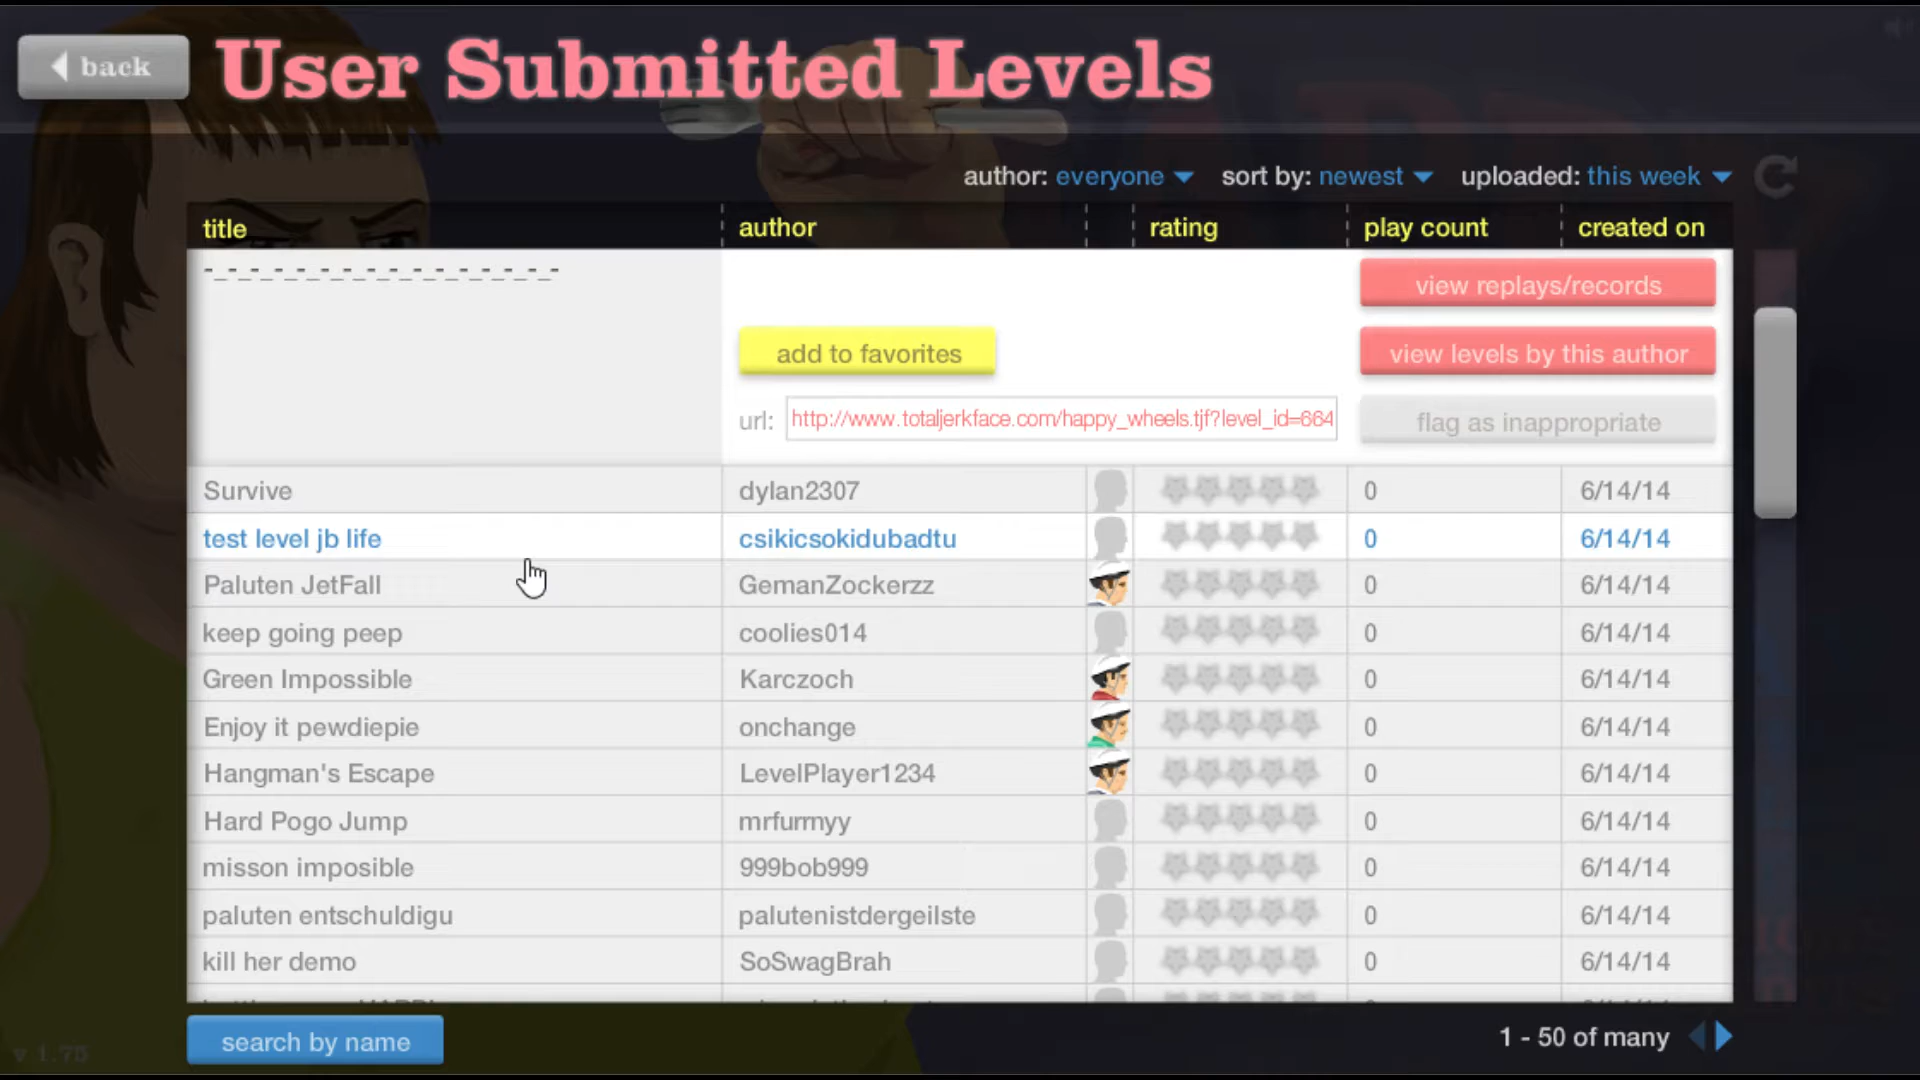 back
User Submitted Levels
author: everyone sort by: newest uploaded: this week
title author rating play count created on
-_-_-_-_-_-_-_-_-_-_-_-_-_-_-_-
view replays/records
add to favorites
view levels by this author
url: http://www.totaljerkface.com/happy_wheels.tjf?level_id=664
flag as inappropriate
Survive dylan2307 0 6/14/14
test level jb life csikicsokidubadtu 0 6/14/14
Paluten JetFall GemanZockerzz 0 6/14/14
keep going peep coolies014 0 6/14/14
Green Impossible Karczoch 0 6/14/14
Enjoy it pewdiepie onchange 0 6/14/14
Hangman's Escape LevelPlayer1234 0 6/14/14
Hard Pogo Jump mrfurrnyy 0 6/14/14
misson imposible 999bob999 0 6/14/14
paluten entschuldigu palutenistdergeilste 0 6/14/14
kill her demo SoSwagBrah 0 6/14/14
search by name
1 - 50 of many
v 1.75